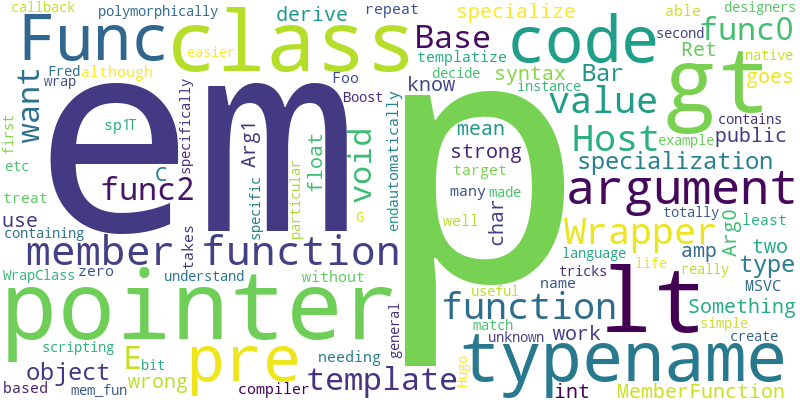 callback
polymorphically
derive
repeat
specialize
able
designers
Func
class
Base
code
func0
second
easier
templatize
Ret
native
Fred
although
Foo
decide
syntax
Bar
gt
goes
wrap
want
em
p
Boost
know
instance
value
contains
first
sp1T
specifically
Arg1
float
void
endautomatically
mean
Host
example
public
strong
specialization
etc
C
func2
target
argument
treat
particular
many
made
totally
least
use
specific
G
well
char
Wrapper
Arg0
containing
takes
member function
language
amp
two
WrapClass
zero
understand
without
tricks
life
really
type
pointer
general
useful
name
lt
MSVC
function
Something
scripting
E
bit
needing
match
unknown
work
simple
create
pre
object
template
typename
based
mem_fun
wrong
compiler
Hugo
int
MemberFunction